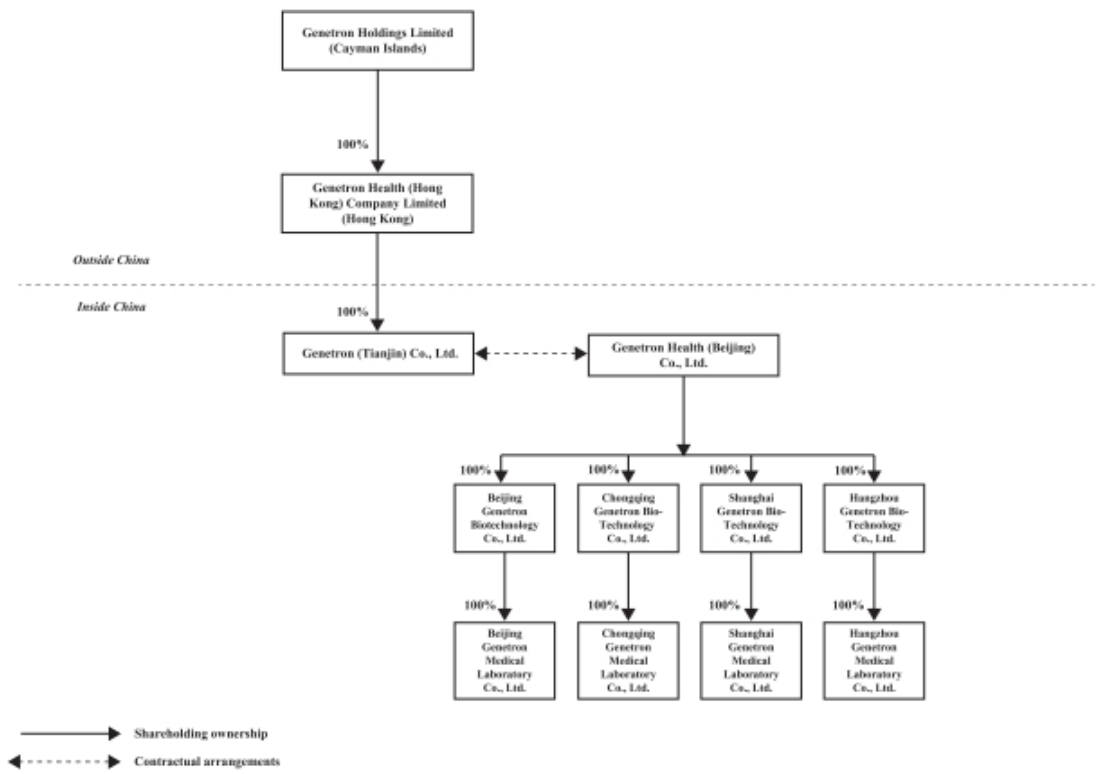 Genetron Holdings Limited
(Cayman Islands)
100%
Genetron Health (Hong
Kong) Company Limited
(Hong Kong)
Outside China
Inside China
100%
Genetron (Tianjin) Co., Ltd.
Genetron Health (Beijing)
Co., Ltd.
100%
100%
100%
100%
Beijing
Genetron
Biotechnology
Co., Ltd.
Chongqing
Genetron Bio-
Technology
Co., Ltd.
Shanghai
Genetron Bio-
Technology
Co., Ltd.
Hangzhou
Genetron Bio-
Technology
Co., Ltd.
100%
100%
100%
100%
Beijing
Genetron
Medical
Laboratory
Co., Ltd.
Chongqing
Genetron
Medical
Laboratory
Co., Ltd.
Shanghai
Genetron
Medical
Laboratory
Co., Ltd.
Hangzhou
Genetron
Medical
Laboratory
Co., Ltd.
Shareholding ownership
Contractual arrangements